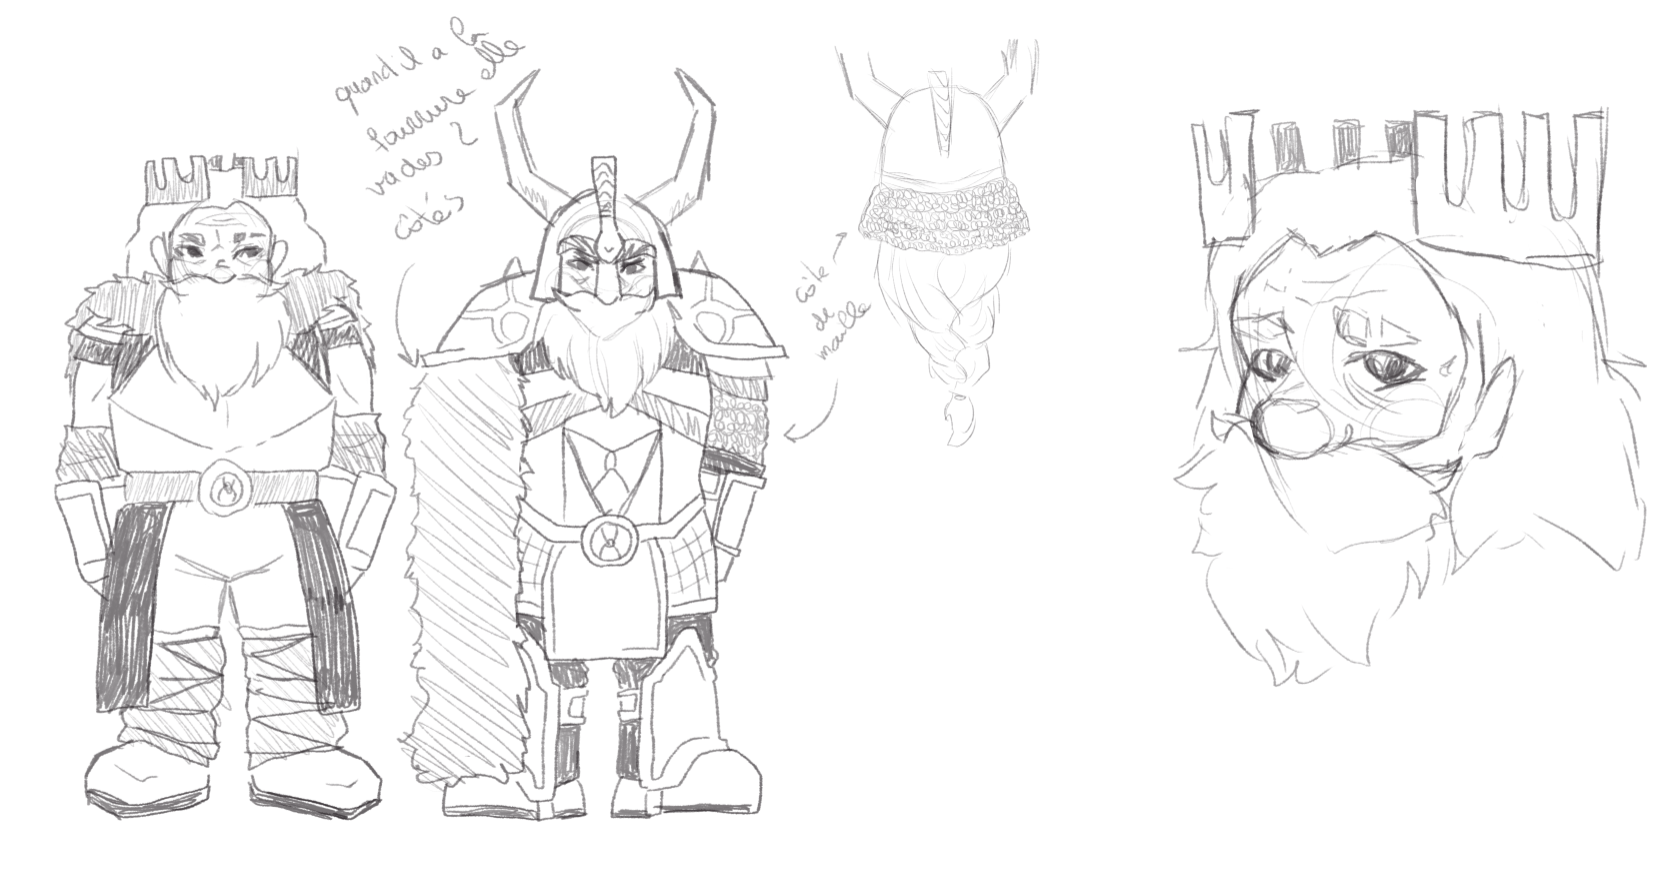 quand il a la
fourrure elle
va des 2
côtés
côte
de
maille